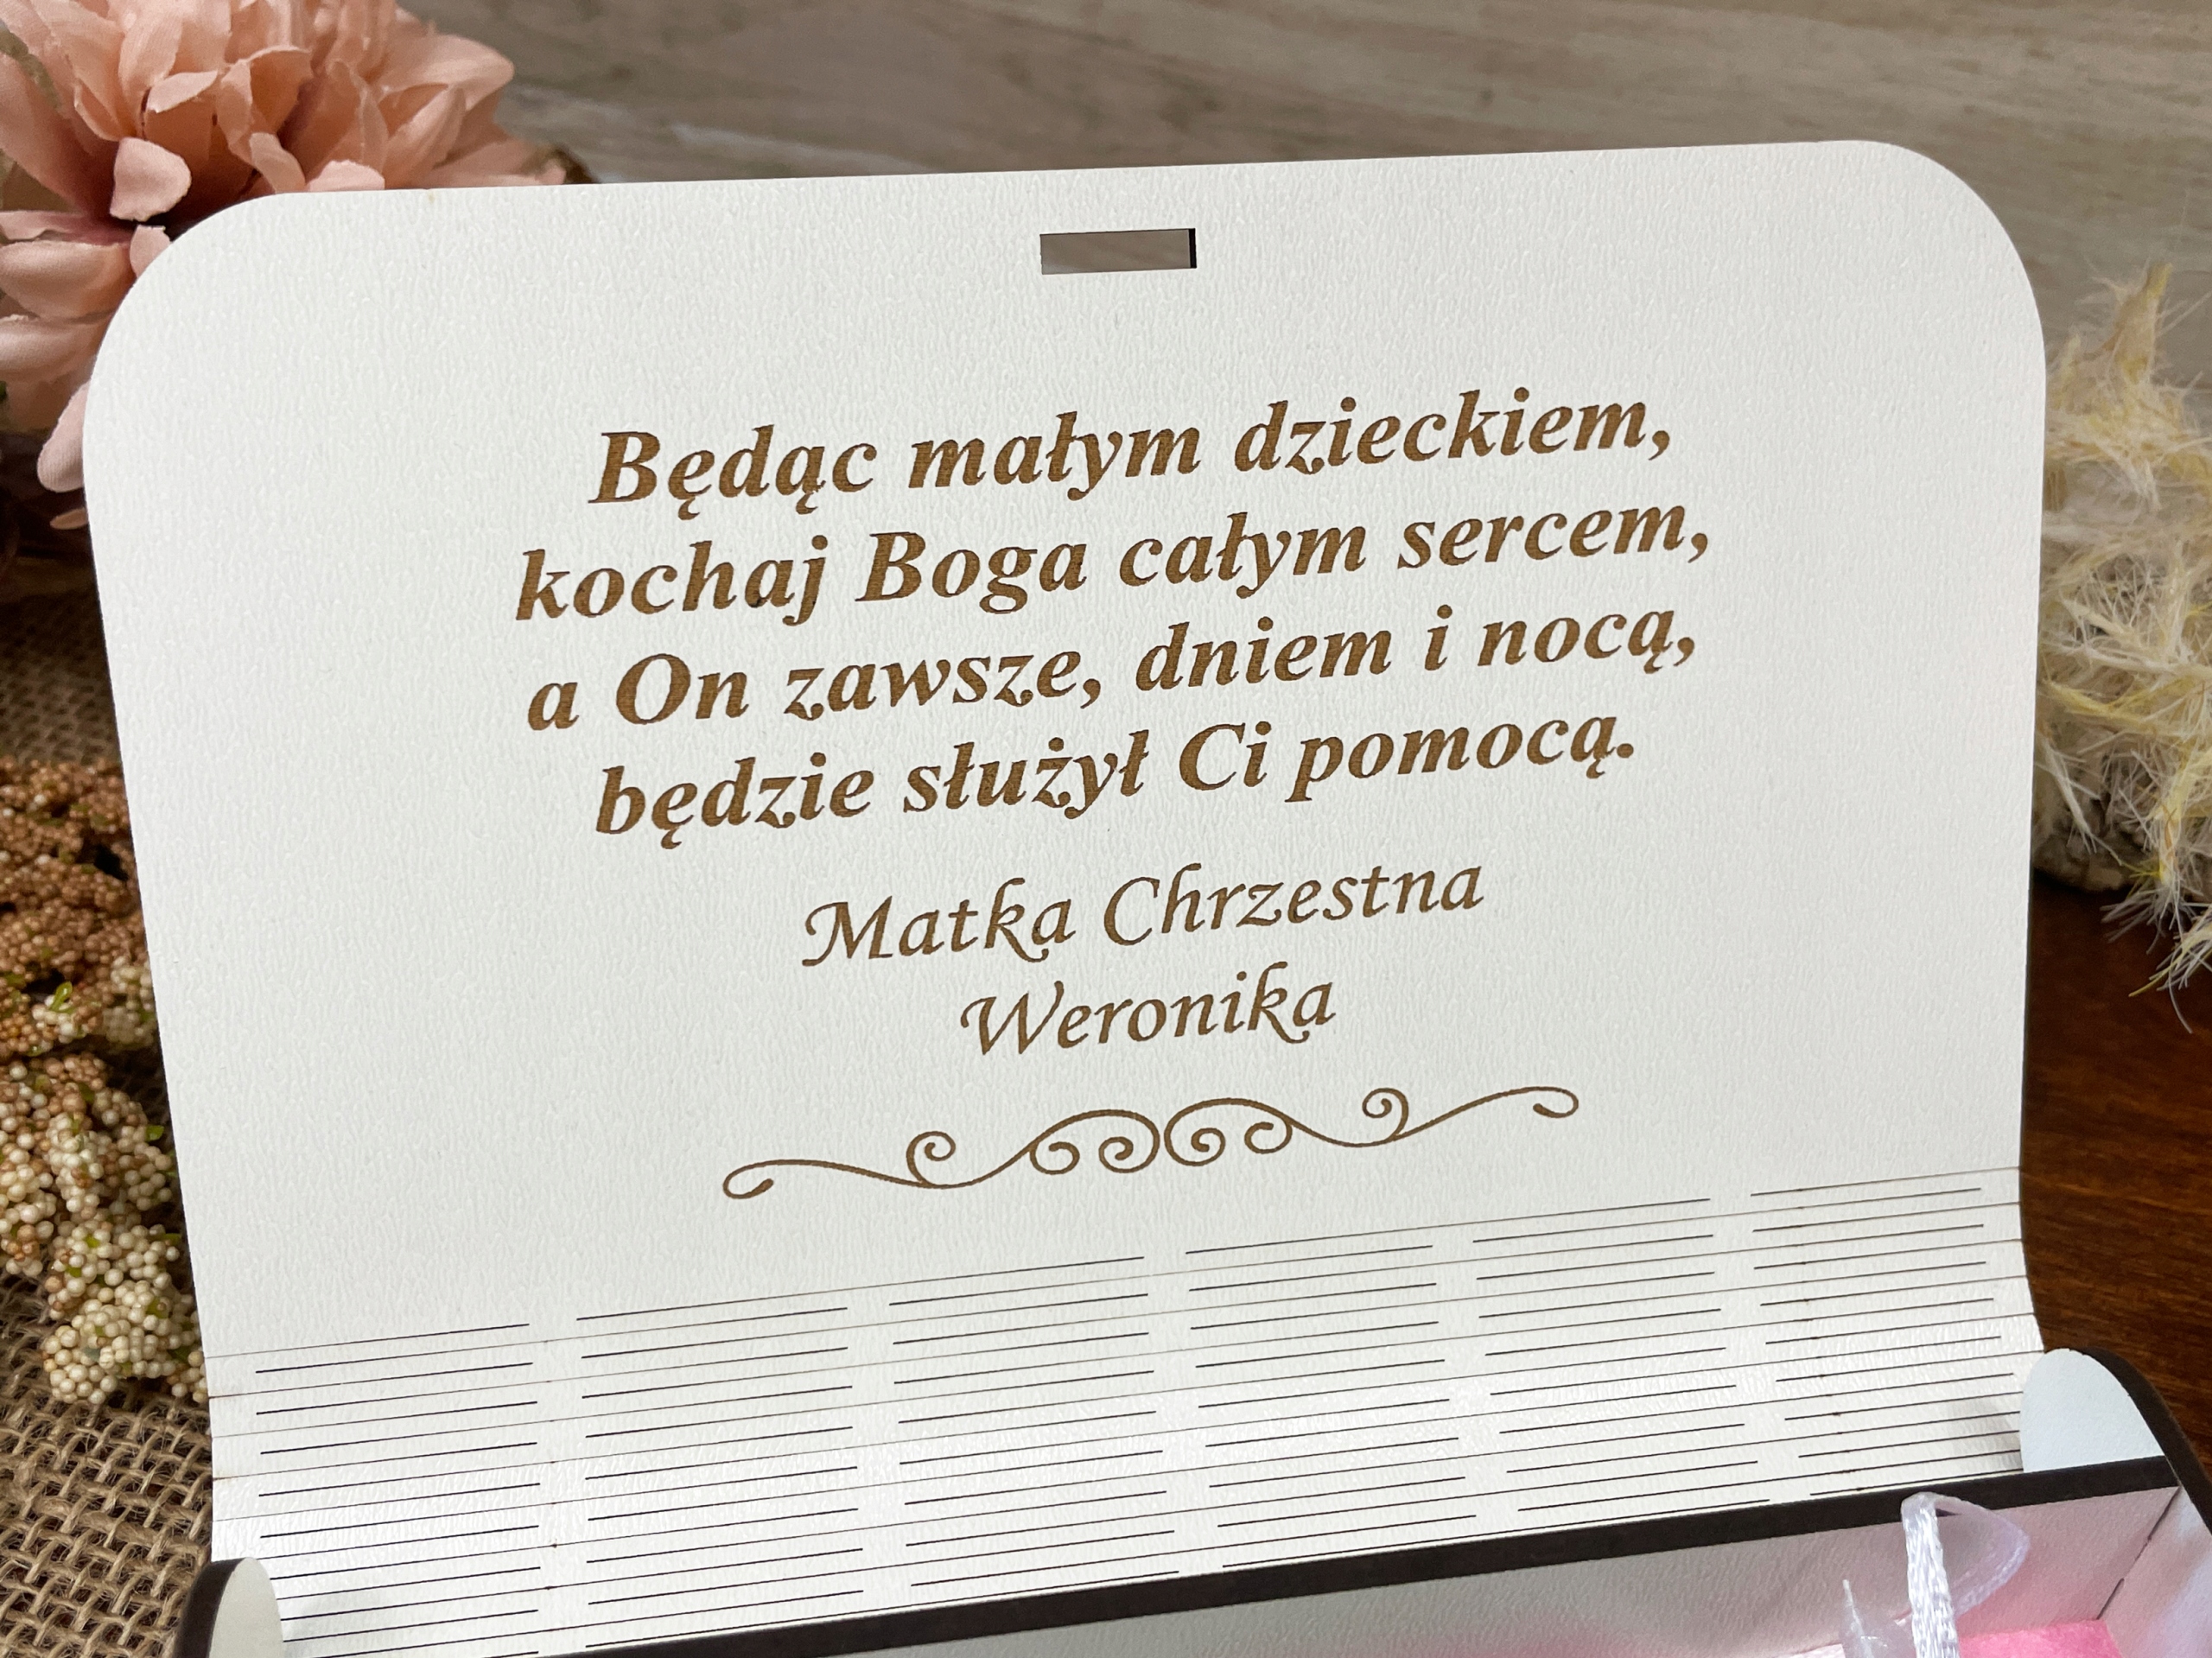 Będąc małym dzieckiem,
kochaj Boga całym sercem,
a On zawsze, dniem i nocą,
będzie służył Ci pomocą.
Matka Chrzestna
Weronika